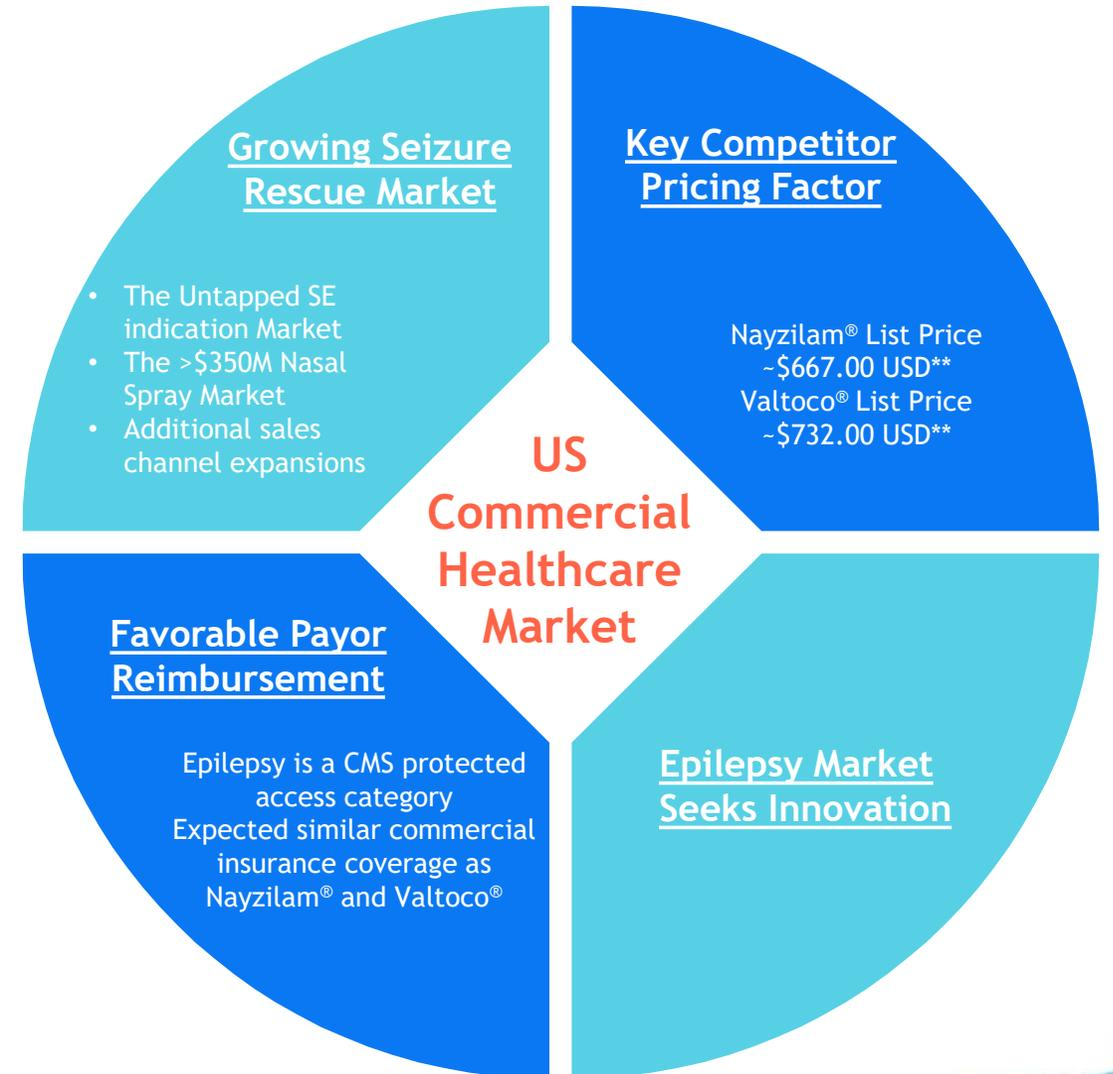 Growing Seizure
Rescue Market
• The Untapped SE
indication Market
• The >$350M Nasal
Spray Market
• Additional sales
channel expansions
Key Competitor
Pricing Factor
Nayzilam® List Price
~$667.00 USD**
Valtoco® List Price
~$732.00 USD**
US
Commercial
Healthcare
Market
Favorable Payor
Reimbursement
Epilepsy is a CMS protected
access category
Expected similar commercial
insurance coverage as
Nayzilam® and Valtoco®
Epilepsy Market
Seeks Innovation